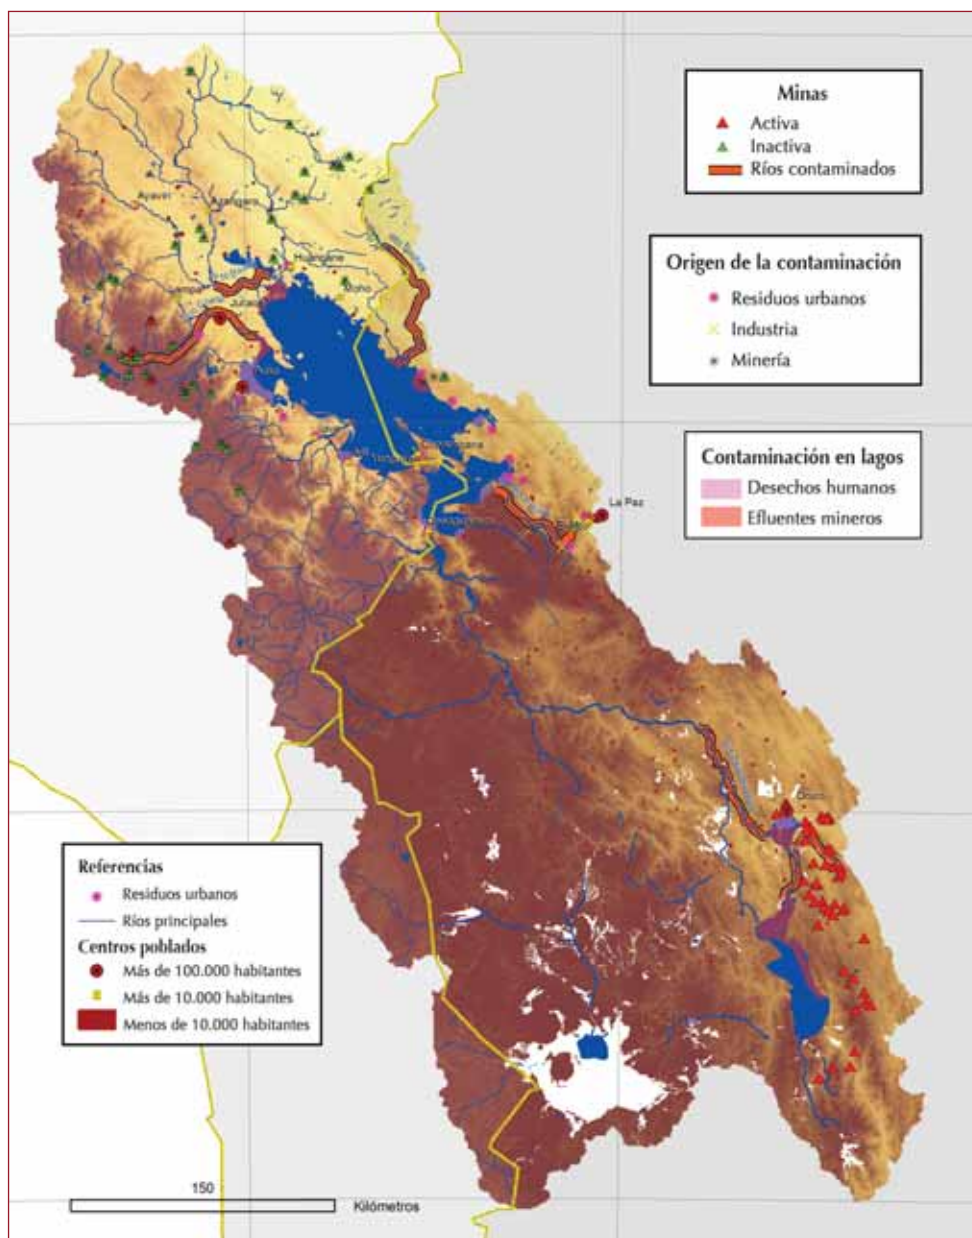 Minas
Activa
Inactiva
Ríos contaminados
Origen de la contaminación
Residuos urbanos
Industria
Minería
Contaminación en lagos
Desechos humanos
Efluentes mineros
Ayaviri
Azangaro
Huancane
Moho
Juliaca
Puno
La Paz
Oruro
Referencias
Residuos urbanos
Ríos principales
Centros poblados
Más de 100.000 habitantes
Más de 10.000 habitantes
Menos de 10.000 habitantes
150
Kilómetros